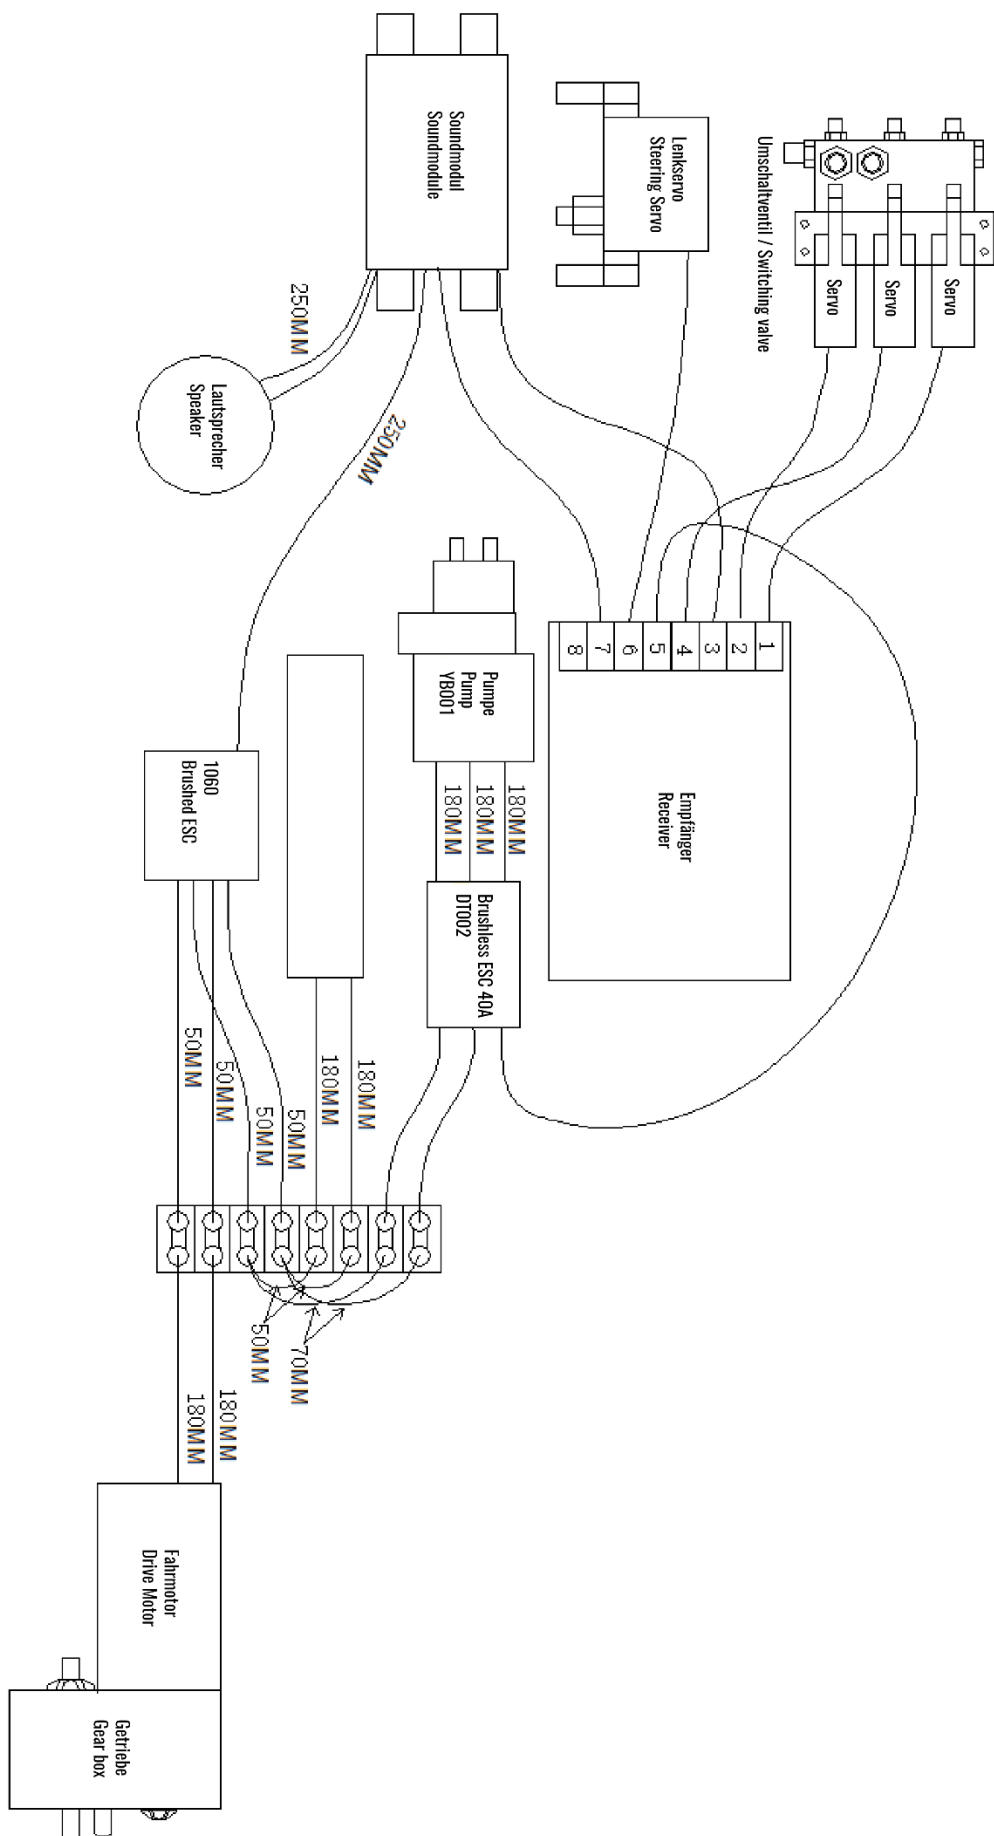 Umschaltventil / Switching valve
Servo
Servo
Servo
Lenkservo
Steering Servo
Soundmodul
Soundmodule
250MM
Lautsprecher
Speaker
250MM
1
2
3
4
5
6
7
8
Empfänger
Receiver
Pumpe
Pump
YB001
180MM
180MM
180MM
Brushless ESC 40A
DT002
1060
Brushed ESC
180MM
180MM
50MM
50MM
50MM
50MM
70MM
50MM
180MM
180MM
Fahrmotor
Drive Motor
Getriebe
Gear box